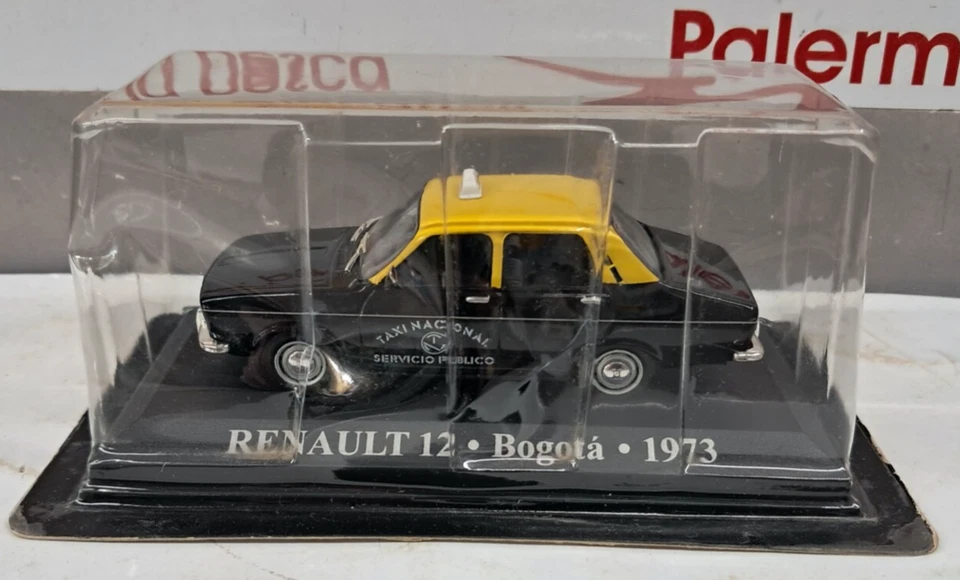 Palerm
TAXI NACIONAL
SERVICIO PUBLICO
RENAULT 12 • Bogotá • 1973